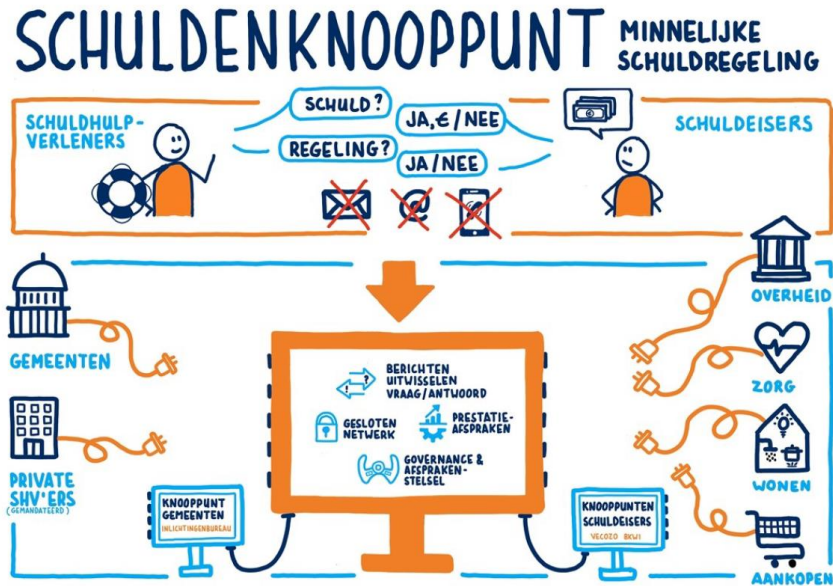 SCHULDENKNOOPPUNT
MINNELIJKE
SCHULDREGELING
SCHULDHULP-
VERLENERS
SCHULD?
JA,€/NEE
REGELING?
JA/NEE
@
SCHULDEISERS
GEMEENTEN
PRIVATE
SHV'ERS
(GEMANDATEERD)
BERICHTEN
UITWISSELEN
VRAAG/ANTWOORD
GESLOTEN
NETWERK
PRESTATIE-
AFSPRAKEN
GOVERNANCE &
AFSPRAKEN-
STELSEL
KNOOPPUNT
GEMEENTEN
INLICHTINGENBUREAU
KNOOPPUNTEN
SCHULDEISERS
VECOZO BKWI
OVERHEID
ZORG
WONEN
AANKOPEN